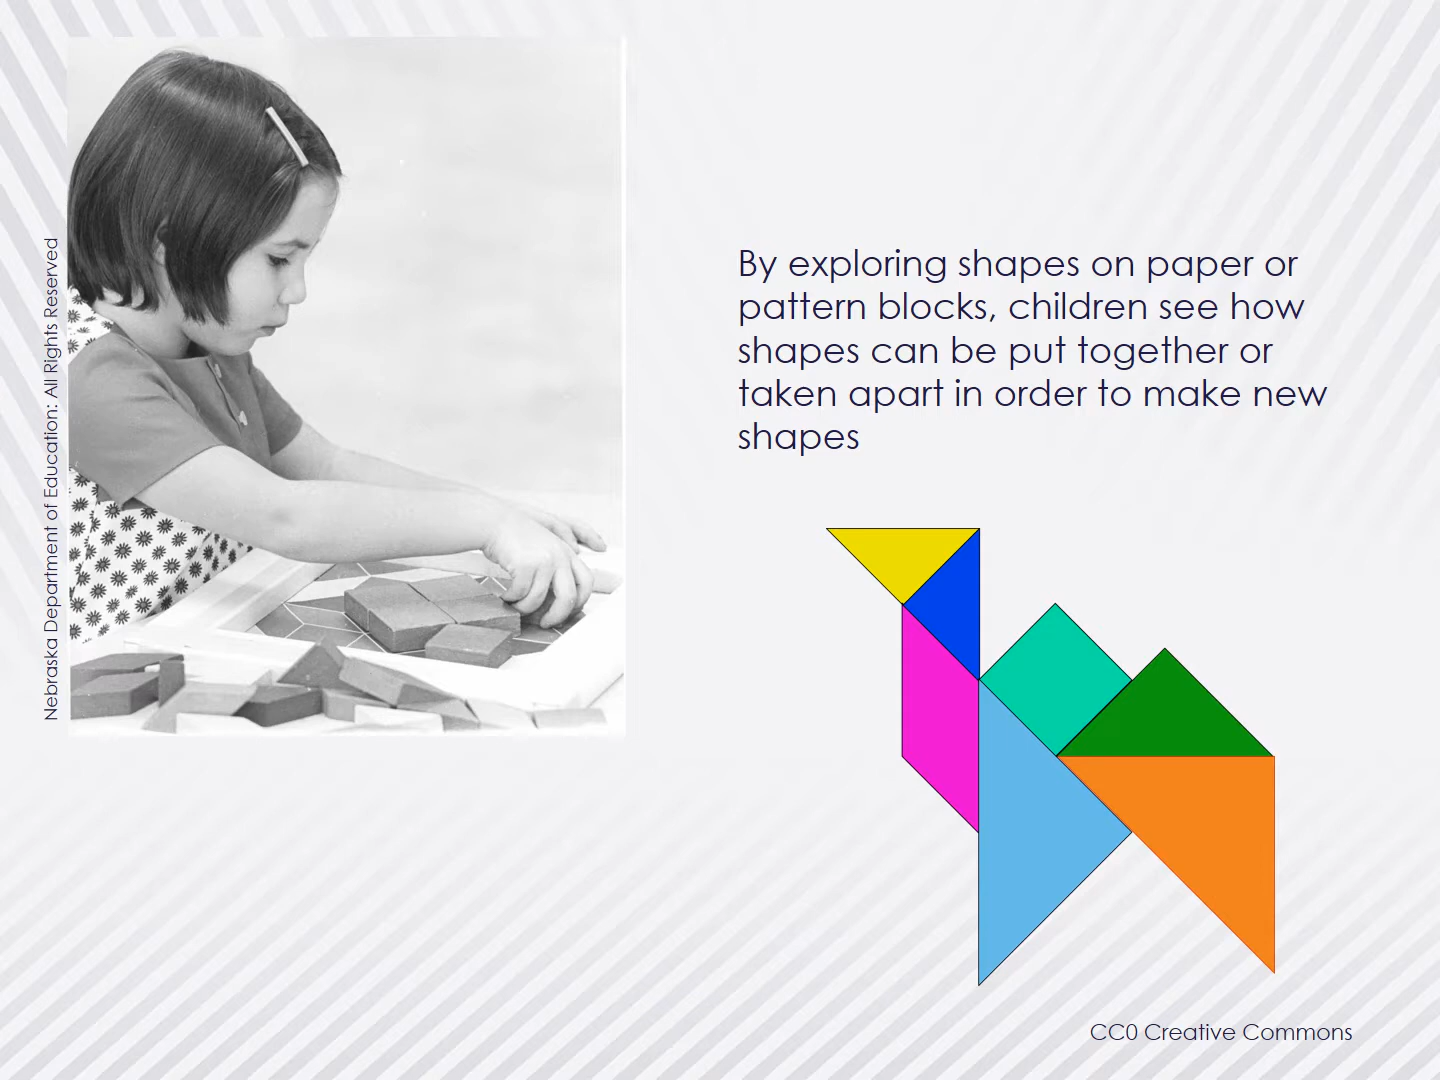 Nebraska Department of Education: All Rights Reserved
By exploring shapes on paper or
pattern blocks, children see how
shapes can be put together or
taken apart in order to make new
shapes
CC0 Creative Commons